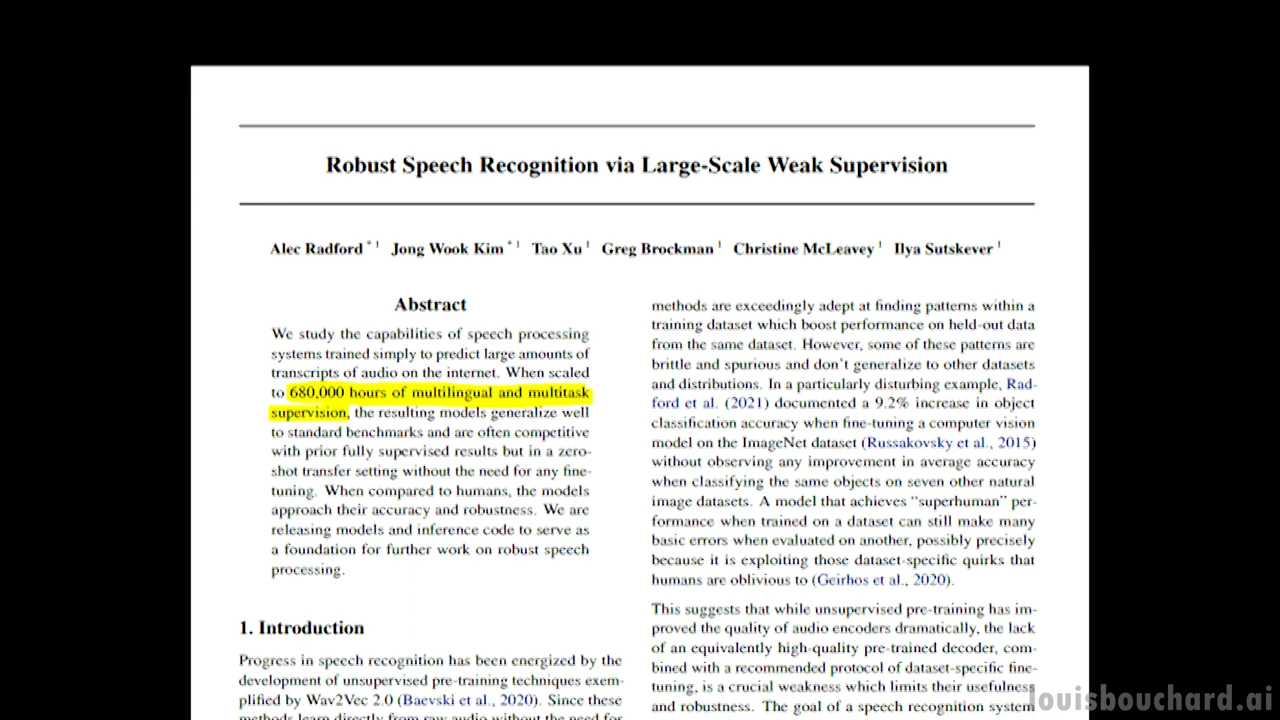 Robust Speech Recognition via Large-Scale Weak Supervision
Alec Radford * 1 Jong Wook Kim * 1 Tao Xu 1 Greg Brockman 1 Christine McLeavey 1 Ilya Sutskever 1
Abstract
We study the capabilities of speech processing
systems trained simply to predict large amounts of
transcripts of audio on the internet. When scaled
to 680,000 hours of multilingual and multitask
supervision, the resulting models generalize well
to standard benchmarks and are often competitive
with prior fully supervised results but in a zero-
shot transfer setting without the need for any fine-
tuning. When compared to humans, the models
approach their accuracy and robustness. We are
releasing models and inference code to serve as
a foundation for further work on robust speech
processing.
1. Introduction
Progress in speech recognition has been energized by the
development of unsupervised pre-training techniques exem-
plified by Wav2Vec 2.0 (Baevski et al., 2020). Since these
methods learn directly from raw audio without the need for
methods are exceedingly adept at finding patterns within a
training dataset which boost performance on held-out data
from the same dataset. However, some of these patterns are
brittle and spurious and don't generalize to other datasets
and distributions. In a particularly disturbing example, Rad-
ford et al. (2021) documented a 9.2% increase in object
classification accuracy when fine-tuning a computer vision
model on the ImageNet dataset (Russakovsky et al., 2015)
without observing any improvement in average accuracy
when classifying the same objects on seven other natural
image datasets. A model that achieves “superhuman” per-
formance when trained on a dataset can still make many
basic errors when evaluated on another, possibly precisely
because it is exploiting those dataset-specific quirks that
humans are oblivious to (Geirhos et al., 2020).
This suggests that while unsupervised pre-training has im-
proved the quality of audio encoders dramatically, the lack
of an equivalently high-quality pre-trained decoder, com-
bined with a recommended protocol of dataset-specific fine-
tuning, is a crucial weakness which limits their usefulness
and robustness. The goal of a speech recognition system
louisbouchard.ai